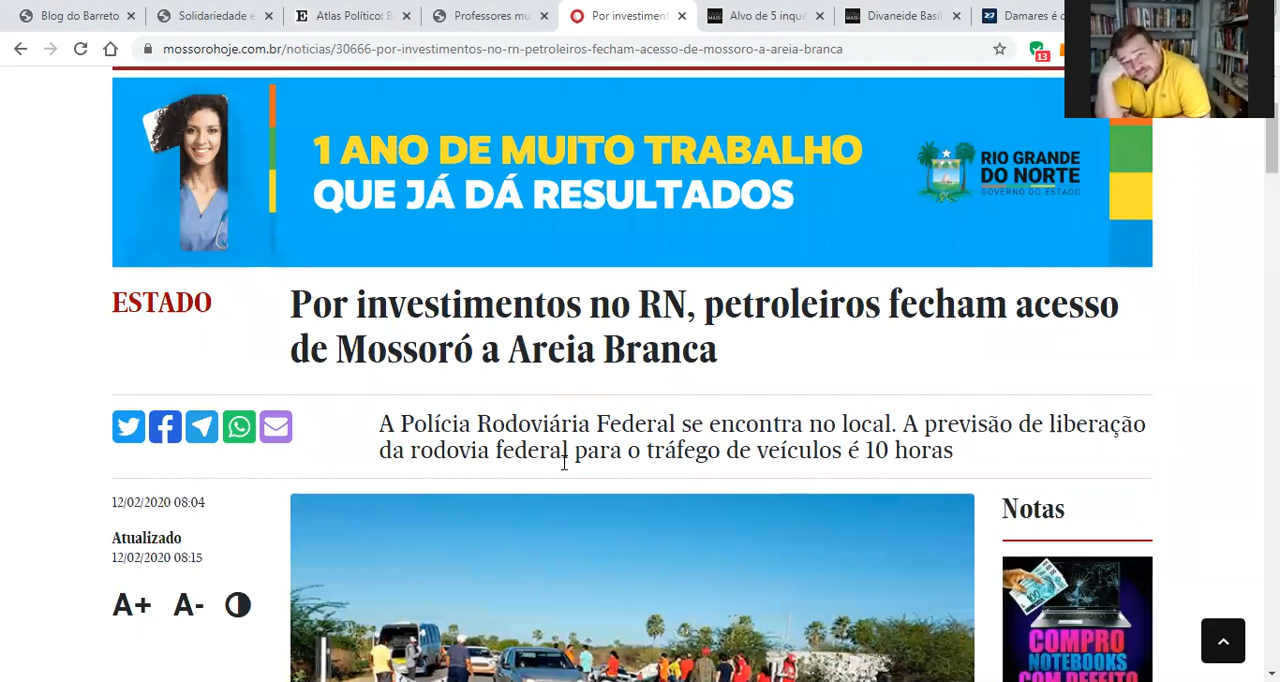 Blog do Barreto
Solidariedade e
Atlas Político: B
Professores mu
Por investiment
Alvo de 5 inqué
Divaneide Basíl
Damares é c
mossorohoje.com.br/noticias/30666-por-investimentos-no-rn-petroleiros-fecham-acesso-de-mossoro-a-areia-branca
13
1 ANO DE MUITO TRABALHO
QUE JÁ DÁ RESULTADOS
RIO GRANDE
DO NORTE
GOVERNO DO ESTADO
ESTADO
Por investimentos no RN, petroleiros fecham acesso
de Mossoró a Areia Branca
A Polícia Rodoviária Federal se encontra no local. A previsão de liberação
da rodovia federal para o tráfego de veículos é 10 horas
12/02/2020 08:04
Atualizado
12/02/2020 08:15
A+ A-
Notas
COMPRO
NOTEBOOKS
COM DEFEITO